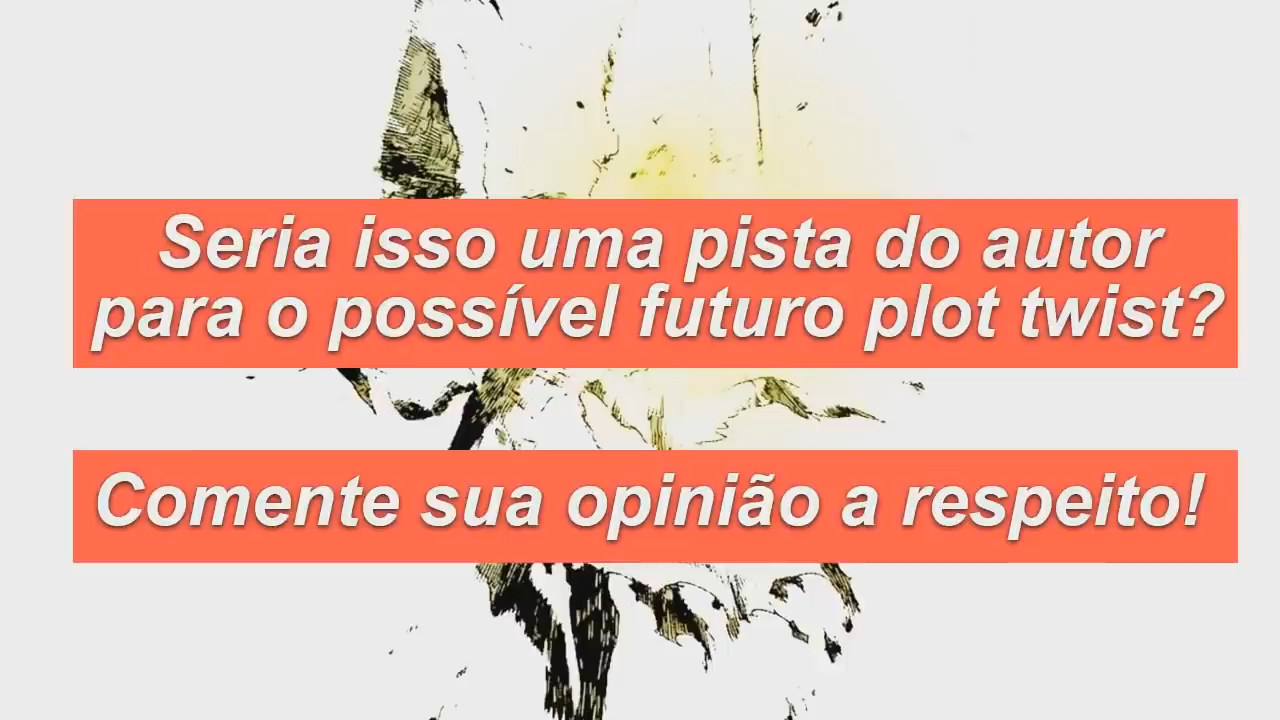 Seria isso uma pista do autor
para o possível futuro plot twist?
Comente sua opinião a respeito!